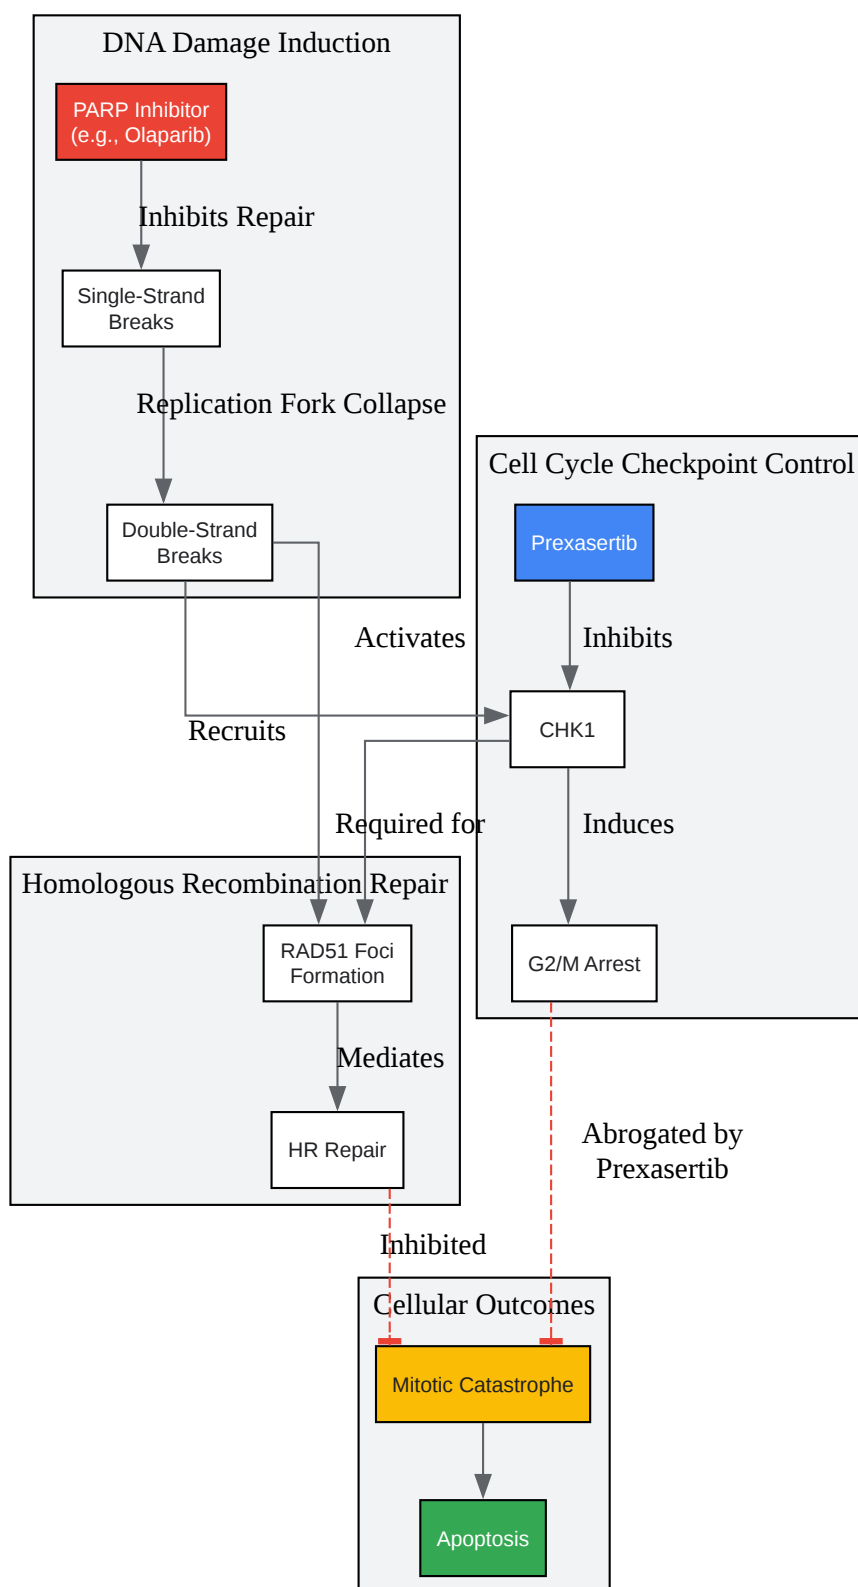 DNA Damage Induction
PARP Inhibitor
(e.g., Olaparib)
Inhibits Repair
Single-Strand
Breaks
Replication Fork Collapse
Double-Strand
Breaks
Cell Cycle Checkpoint Control
Prexasertib
Activates
Inhibits
Recruits
CHK1
Required for
Induces
Homologous Recombination Repair
RAD51 Foci
Formation
G2/M Arrest
Mediates
HR Repair
Abrogated by
Prexasertib
Inhibited
Cellular Outcomes
Mitotic Catastrophe
Apoptosis